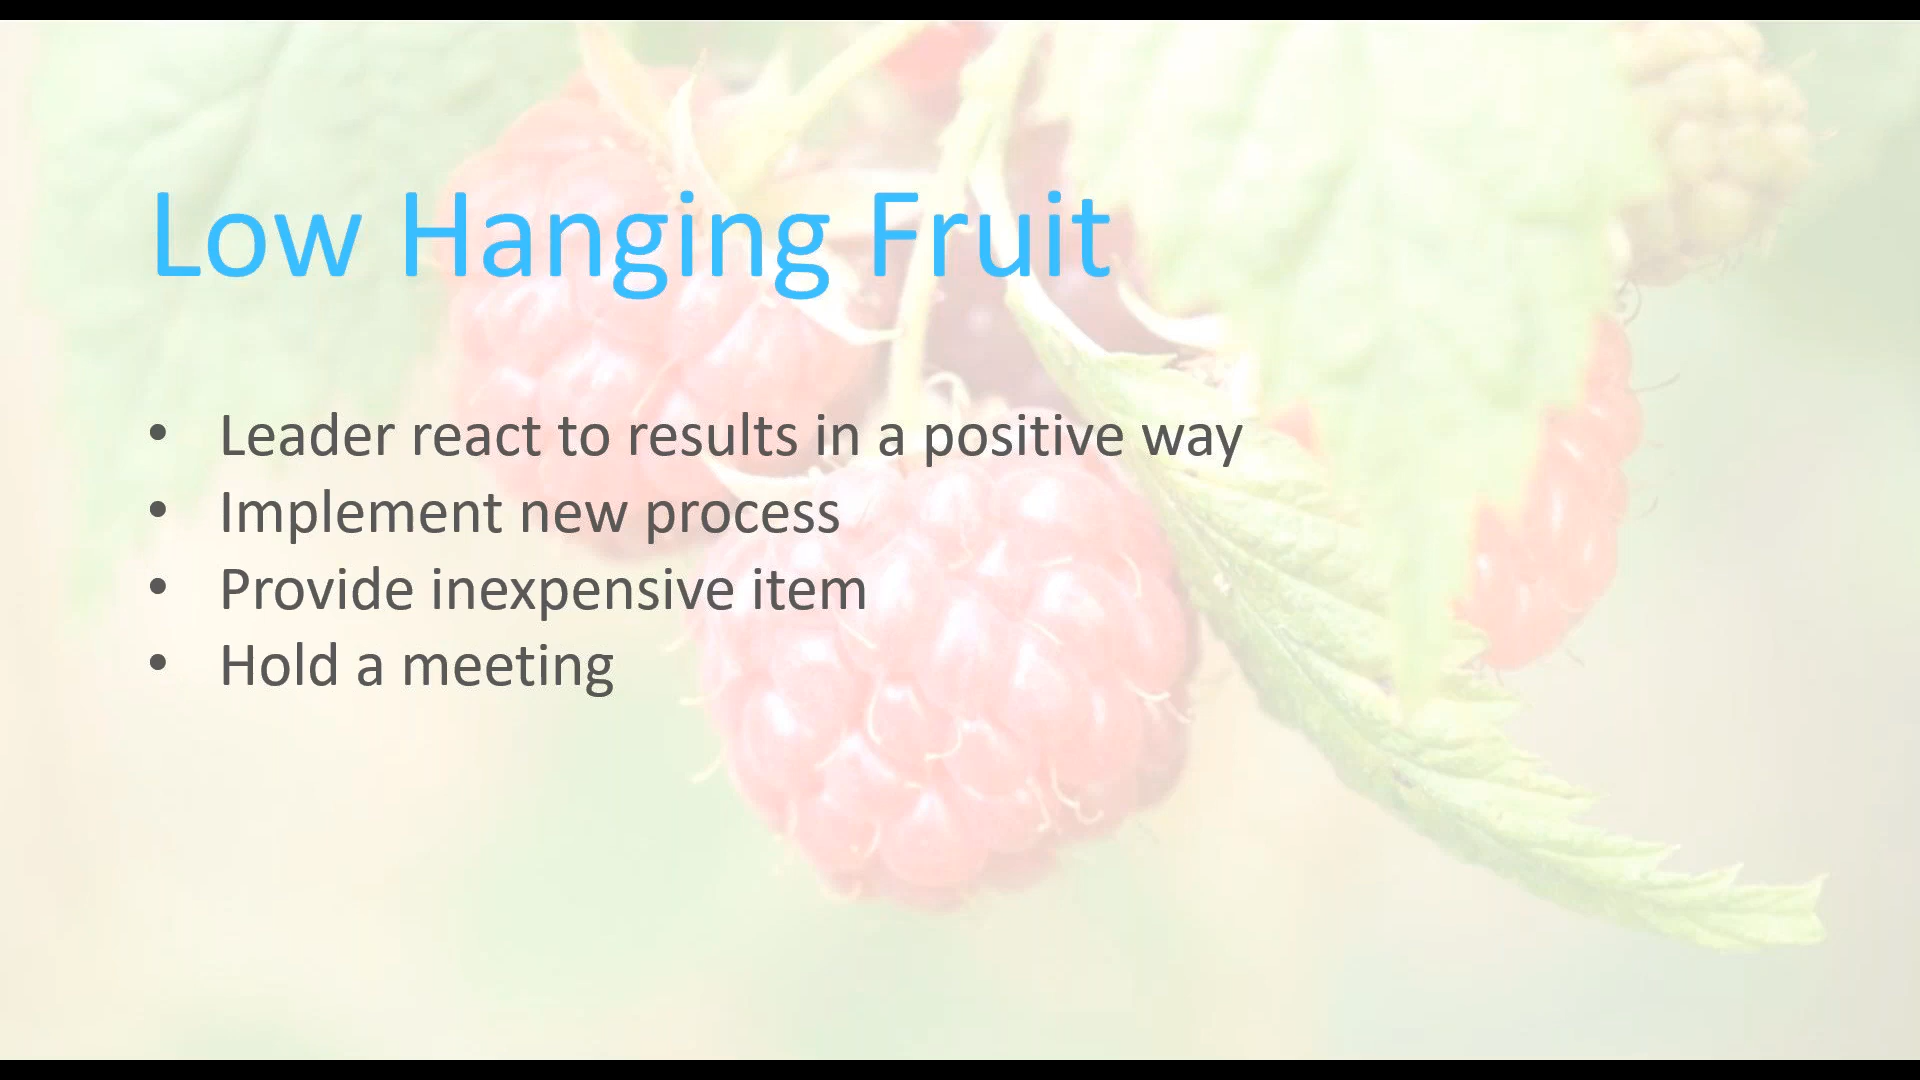 Low Hanging Fruit
• Leader react to results in a positive way
• Implement new process
• Provide inexpensive item
• Hold a meeting